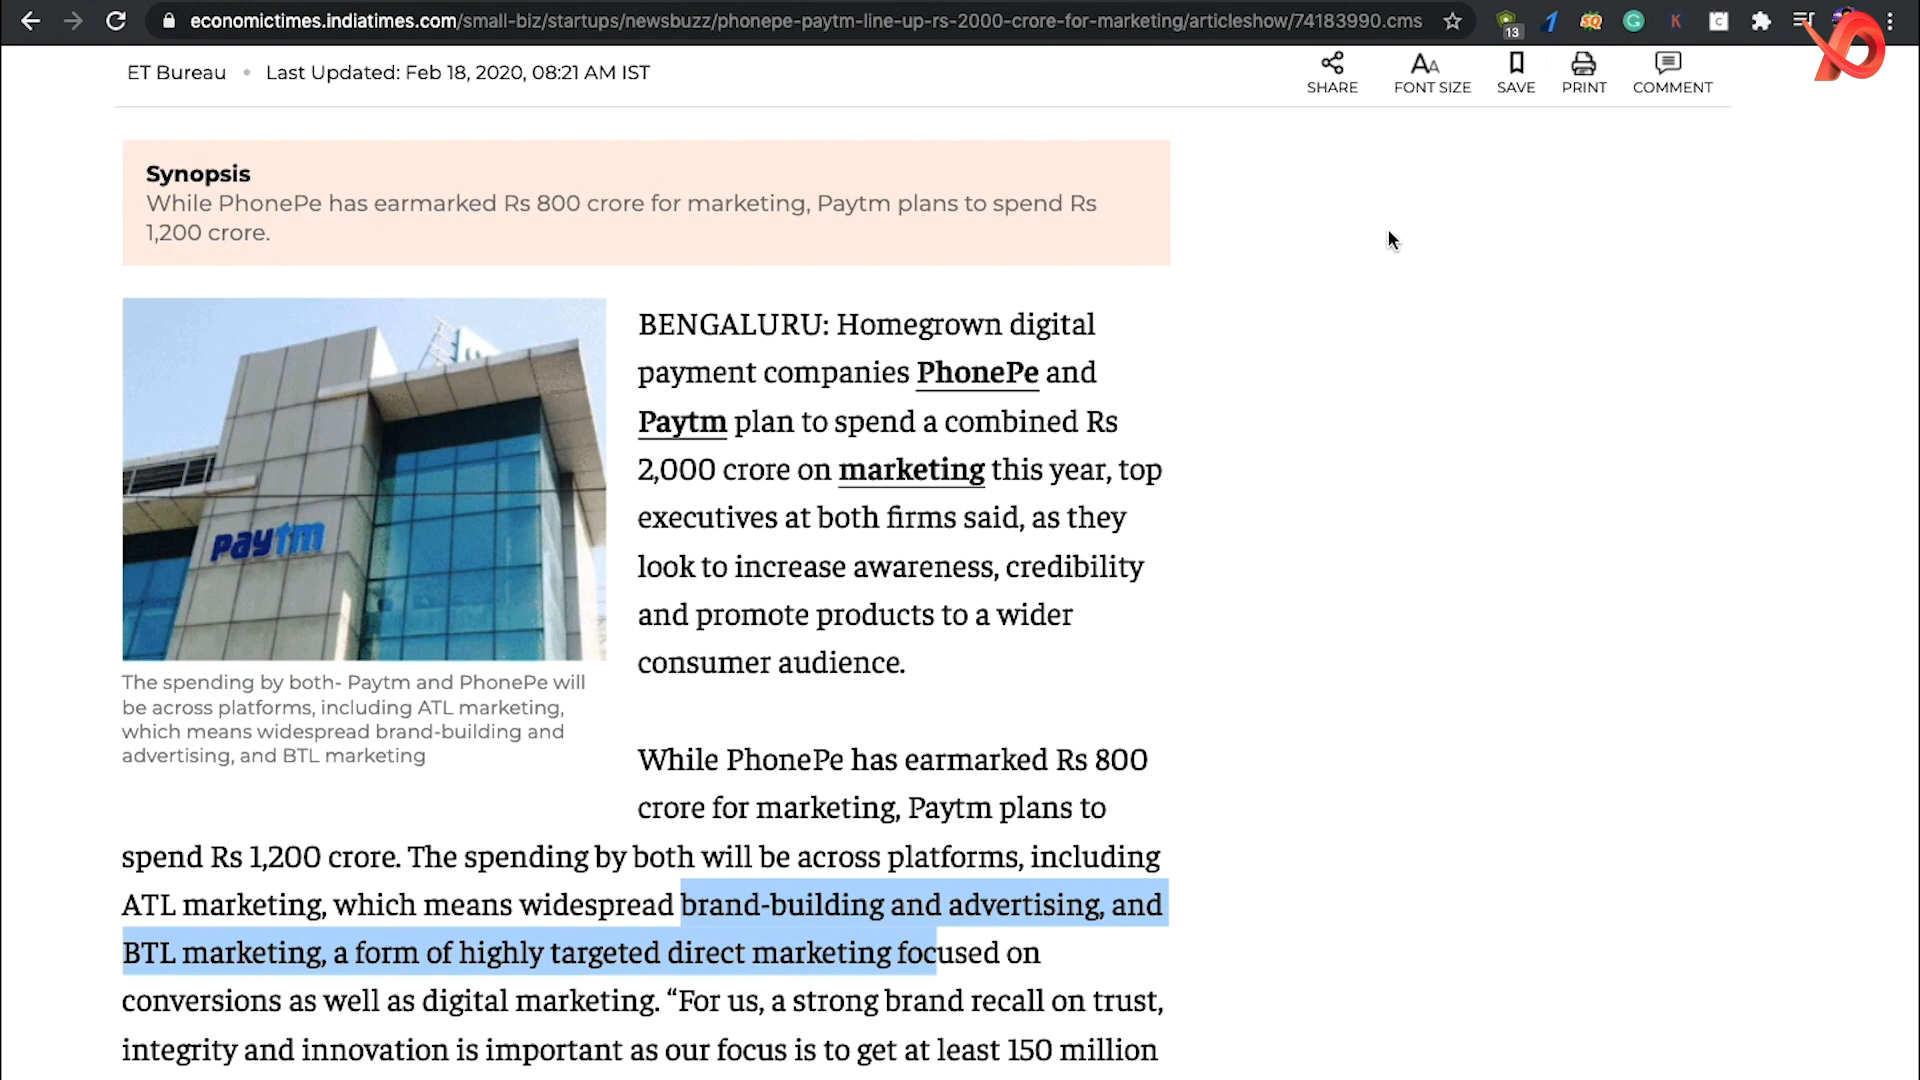 economictimes.indiatimes.com/small-biz/startups/newsbuzz/phonepe-paytm-line-up-rs-2000-crore-for-marketing/articleshow/74183990.cms
13
ET Bureau • Last Updated: Feb 18, 2020, 08:21 AM IST
SHARE
FONT SIZE
SAVE
PRINT
COMMENT
Synopsis
While PhonePe has earmarked Rs 800 crore for marketing, Paytm plans to spend Rs
1,200 crore.
paytm
The spending by both- Paytm and PhonePe will
be across platforms, including ATL marketing,
which means widespread brand-building and
advertising, and BTL marketing
BENGALURU: Homegrown digital
payment companies PhonePe and
Paytm plan to spend a combined Rs
2,000 crore on marketing this year, top
executives at both firms said, as they
look to increase awareness, credibility
and promote products to a wider
consumer audience.
While PhonePe has earmarked Rs 800
crore for marketing, Paytm plans to
spend Rs 1,200 crore. The spending by both will be across platforms, including
ATL marketing, which means widespread brand-building and advertising, and
BTL marketing, a form of highly targeted direct marketing focused on
conversions as well as digital marketing. “For us, a strong brand recall on trust,
integrity and innovation is important as our focus is to get at least 150 million